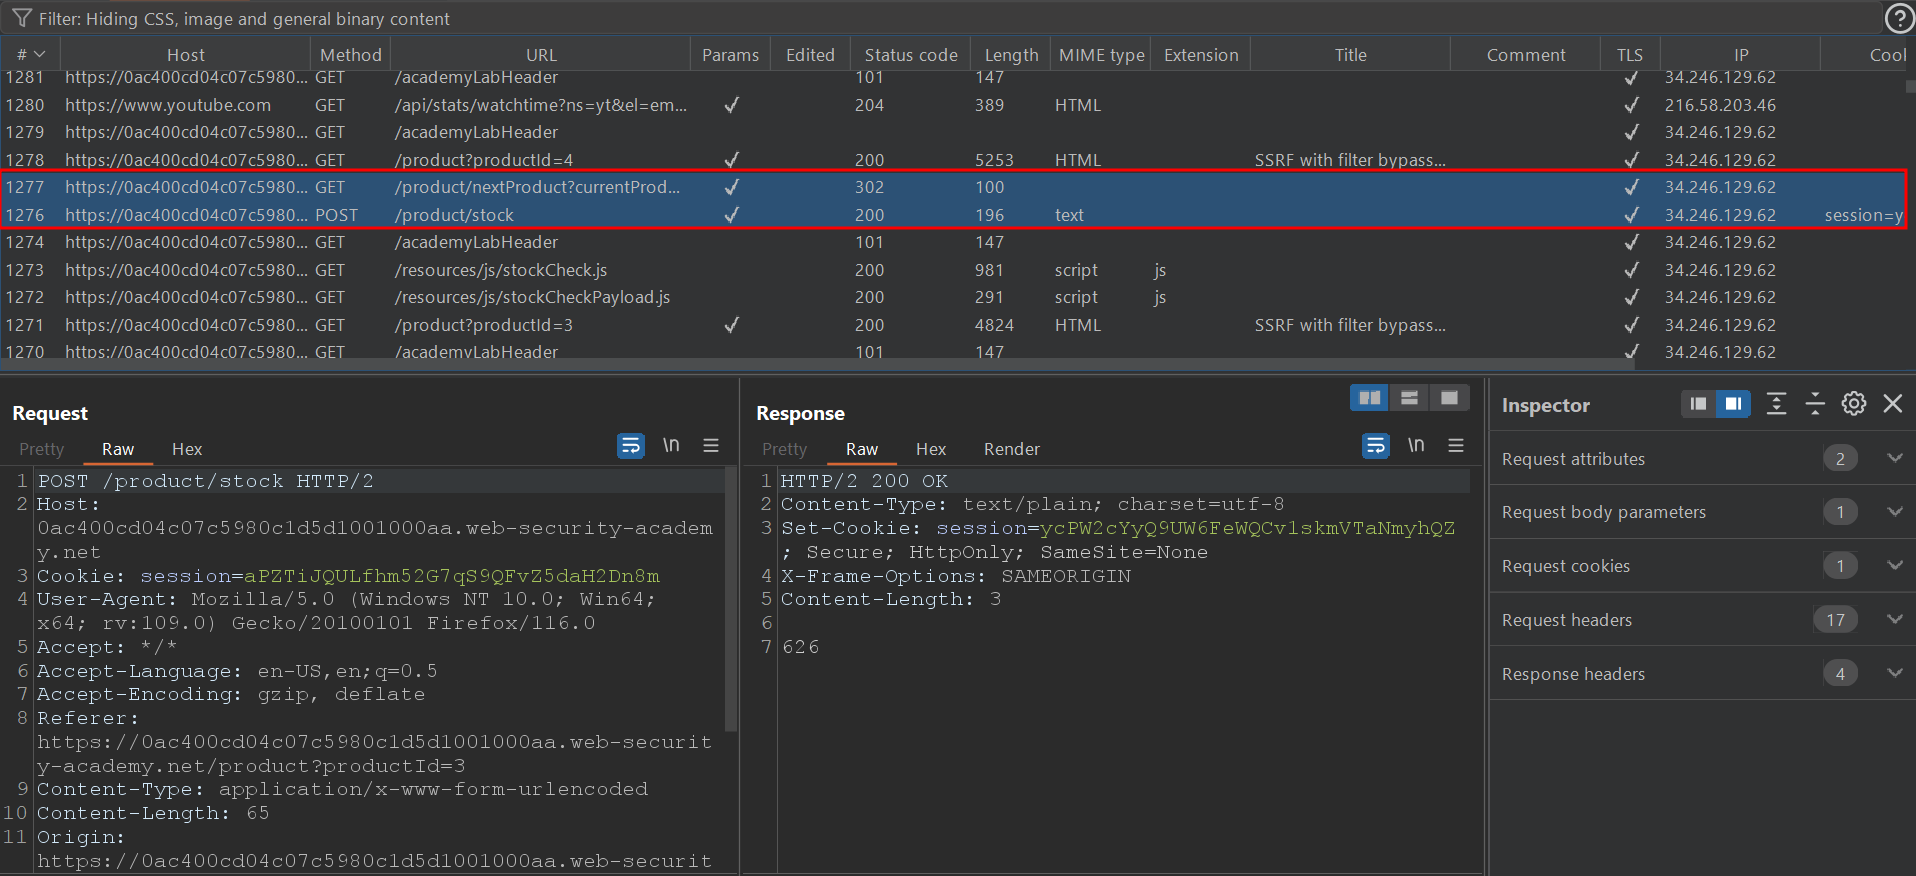 Filter: Hiding CSS, image and general binary content
# Host Method URL Params Edited Status code Length MIME type Extension Title Comment TLS IP Cool
1281 https://0ac400cd04c07c5980... GET /academyLabHeader 101 147 34.246.129.62
1280 https://www.youtube.com GET /api/stats/watchtime?ns=yt&el=em... ✓ 204 389 HTML ✓ 216.58.203.46
1279 https://0ac400cd04c07c5980... GET /academyLabHeader ✓ 34.246.129.62
1278 https://0ac400cd04c07c5980... GET /product?productId=4 ✓ 200 5253 HTML SSRF with filter bypass... ✓ 34.246.129.62
1277 https://0ac400cd04c07c5980... GET /product/nextProduct?currentProd... ✓ 302 100 ✓ 34.246.129.62
1276 https://0ac400cd04c07c5980... POST /product/stock ✓ 200 196 text ✓ 34.246.129.62 session=y
1274 https://0ac400cd04c07c5980... GET /academyLabHeader 101 147 ✓ 34.246.129.62
1273 https://0ac400cd04c07c5980... GET /resources/js/stockCheck.js 200 981 script js ✓ 34.246.129.62
1272 https://0ac400cd04c07c5980... GET /resources/js/stockCheckPayload.js 200 291 script js ✓ 34.246.129.62
1271 https://0ac400cd04c07c5980... GET /product?productId=3 ✓ 200 4824 HTML SSRF with filter bypass... ✓ 34.246.129.62
1270 https://0ac400cd04c07c5980... GET /academyLabHeader 101 147 ✓ 34.246.129.62
Request
Pretty Raw Hex
\n
1 POST /product/stock HTTP/2
2 Host:
0ac400cd04c07c5980c1d5d1001000aa.web-security-academ
y.net
3 Cookie: session=aPZTiJQULfhm52G7qS9QFvZ5daH2Dn8m
4 User-Agent: Mozilla/5.0 (Windows NT 10.0; Win64;
x64; rv:109.0) Gecko/20100101 Firefox/116.0
5 Accept: */*
6 Accept-Language: en-US,en;q=0.5
7 Accept-Encoding: gzip, deflate
8 Referer:
https://0ac400cd04c07c5980c1d5d1001000aa.web-securit
y-academy.net/product?productId=3
9 Content-Type: application/x-www-form-urlencoded
10 Content-Length: 65
11 Origin:
https://0ac400cd04c07c5980c1d5d1001000aa.web-securit
Response
Pretty Raw Hex Render
\n
1 HTTP/2 200 OK
2 Content-Type: text/plain; charset=utf-8
3 Set-Cookie: session=ycPW2cYyQ9UW6FeWQCv1skmVTaNmyhQZ
; Secure; HttpOnly; SameSite=None
4 X-Frame-Options: SAMEORIGIN
5 Content-Length: 3
6
7 626
Inspector
Request attributes 2
Request body parameters 1
Request cookies 1
Request headers 17
Response headers 4